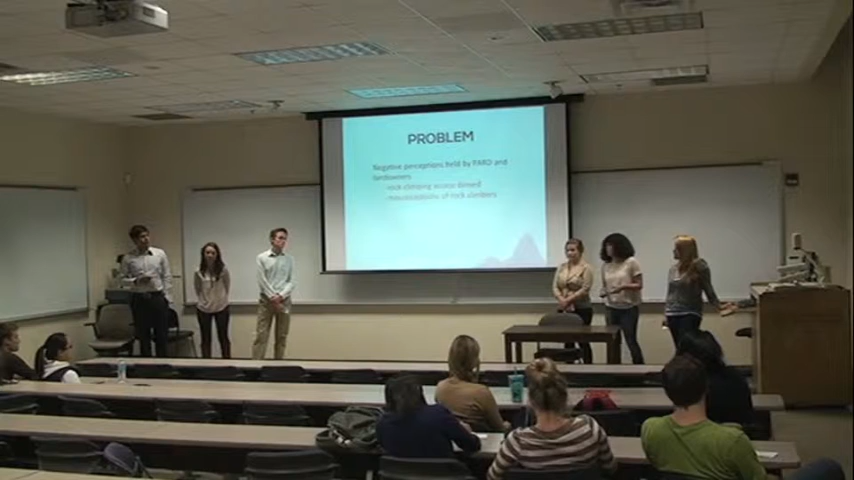 PROBLEM
Negative perceptions held by PARD and
landowners
rock climbing access denied
misconceptions of rock climbers